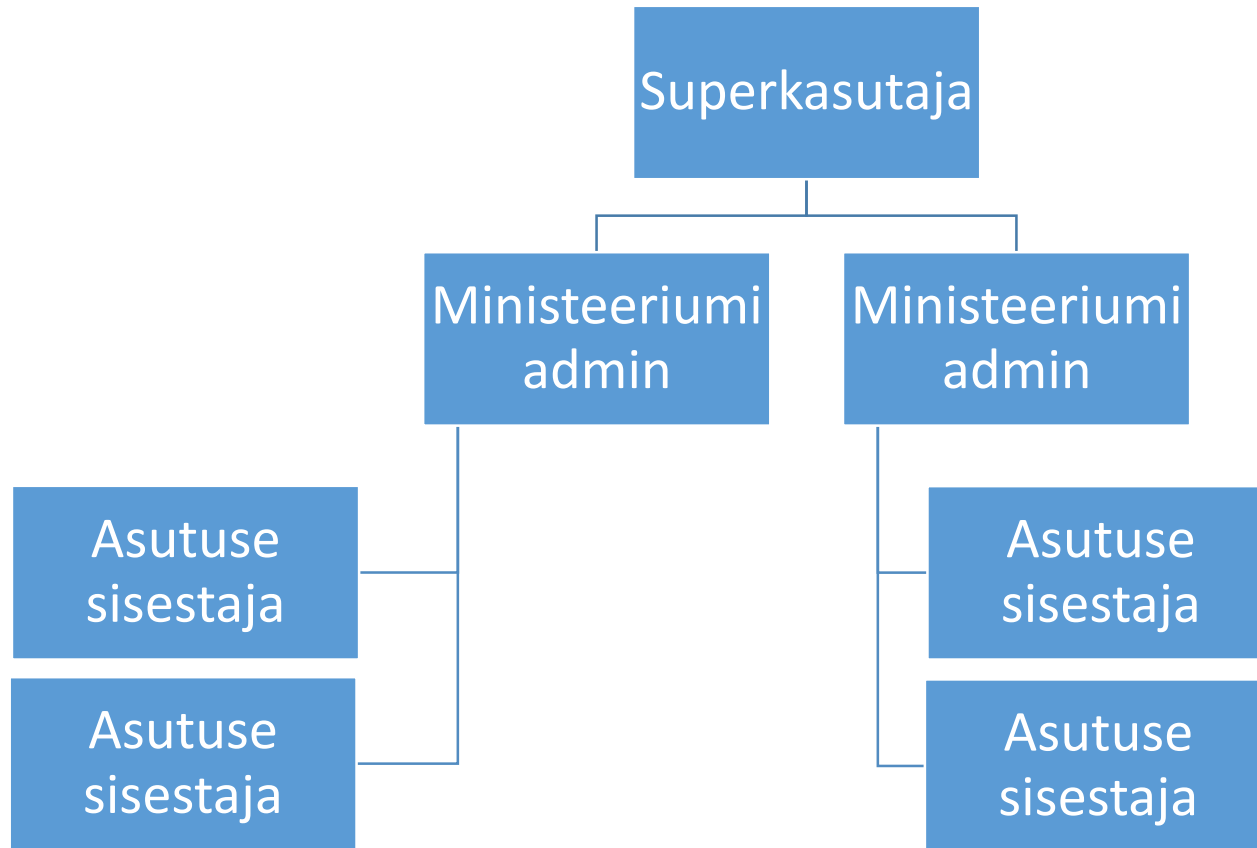 Superkasutaja
Ministeeriumi
admin
Ministeeriumi
admin
Asutuse
sisestaja
Asutuse
sisestaja
Asutuse
sisestaja
Asutuse
sisestaja